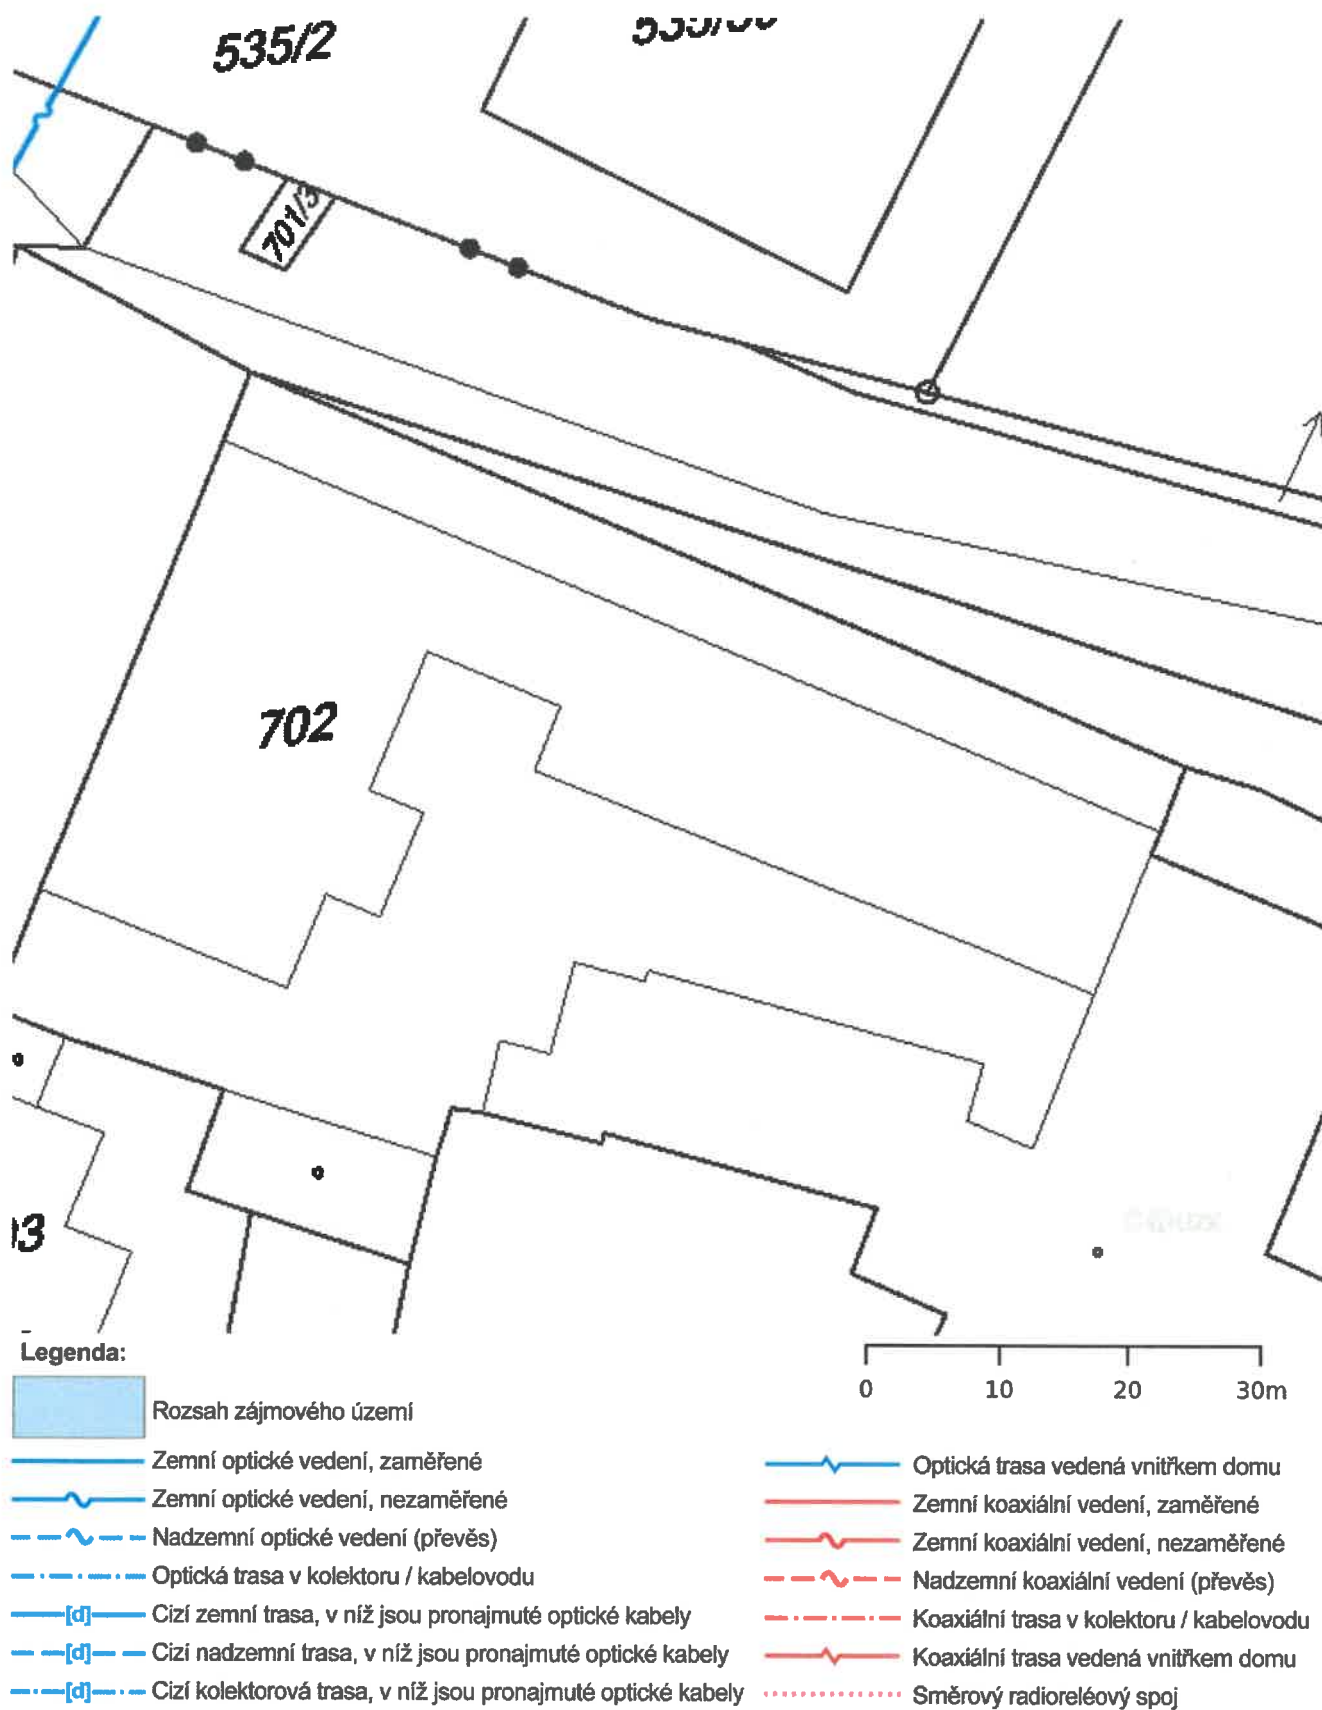 535/2
701/3
702
Legenda:
Rozsah zájmového území
Zemní optické vedení, zaměřené
Zemní optické vedení, nezaměřené
Nadzemní optické vedení (převěs)
Optická trasa v kolektoru / kabelovodu
[d] Cizí zemní trasa, v níž jsou pronajmuté optické kabely
[d] Cizí nadzemní trasa, v níž jsou pronajmuté optické kabely
[d] Cizí kolektorová trasa, v níž jsou pronajmuté optické kabely
0 10 20 30m
Optická trasa vedená vnitřkem domu
Zemní koaxiální vedení, zaměřené
Zemní koaxiální vedení, nezaměřené
Nadzemní koaxiální vedení (převěs)
Koaxiální trasa v kolektoru / kabelovodu
Koaxiální trasa vedená vnitřkem domu
Směrový radioreléový spoj